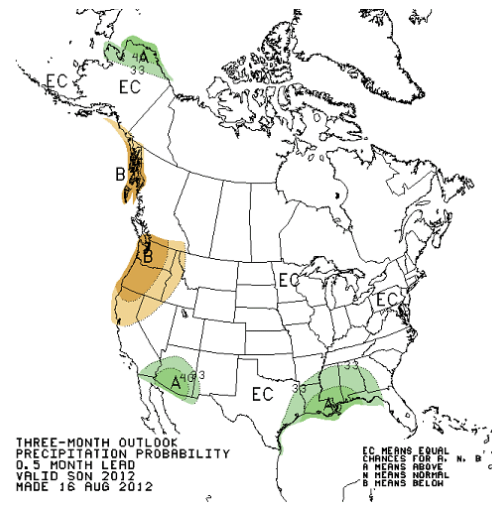 A
40
33
EC
EC
B
B
EC
EC
A
40
33
EC
33
33
A
THREE-MONTH OUTLOOK
PRECIPITATION PROBABILITY
0.5 MONTH LEAD
VALID SON 2012
MADE 16 AUG 2012
EC MEANS EQUAL
CHANCES FOR A, N, B
A MEANS ABOVE
N MEANS NORMAL
B MEANS BELOW